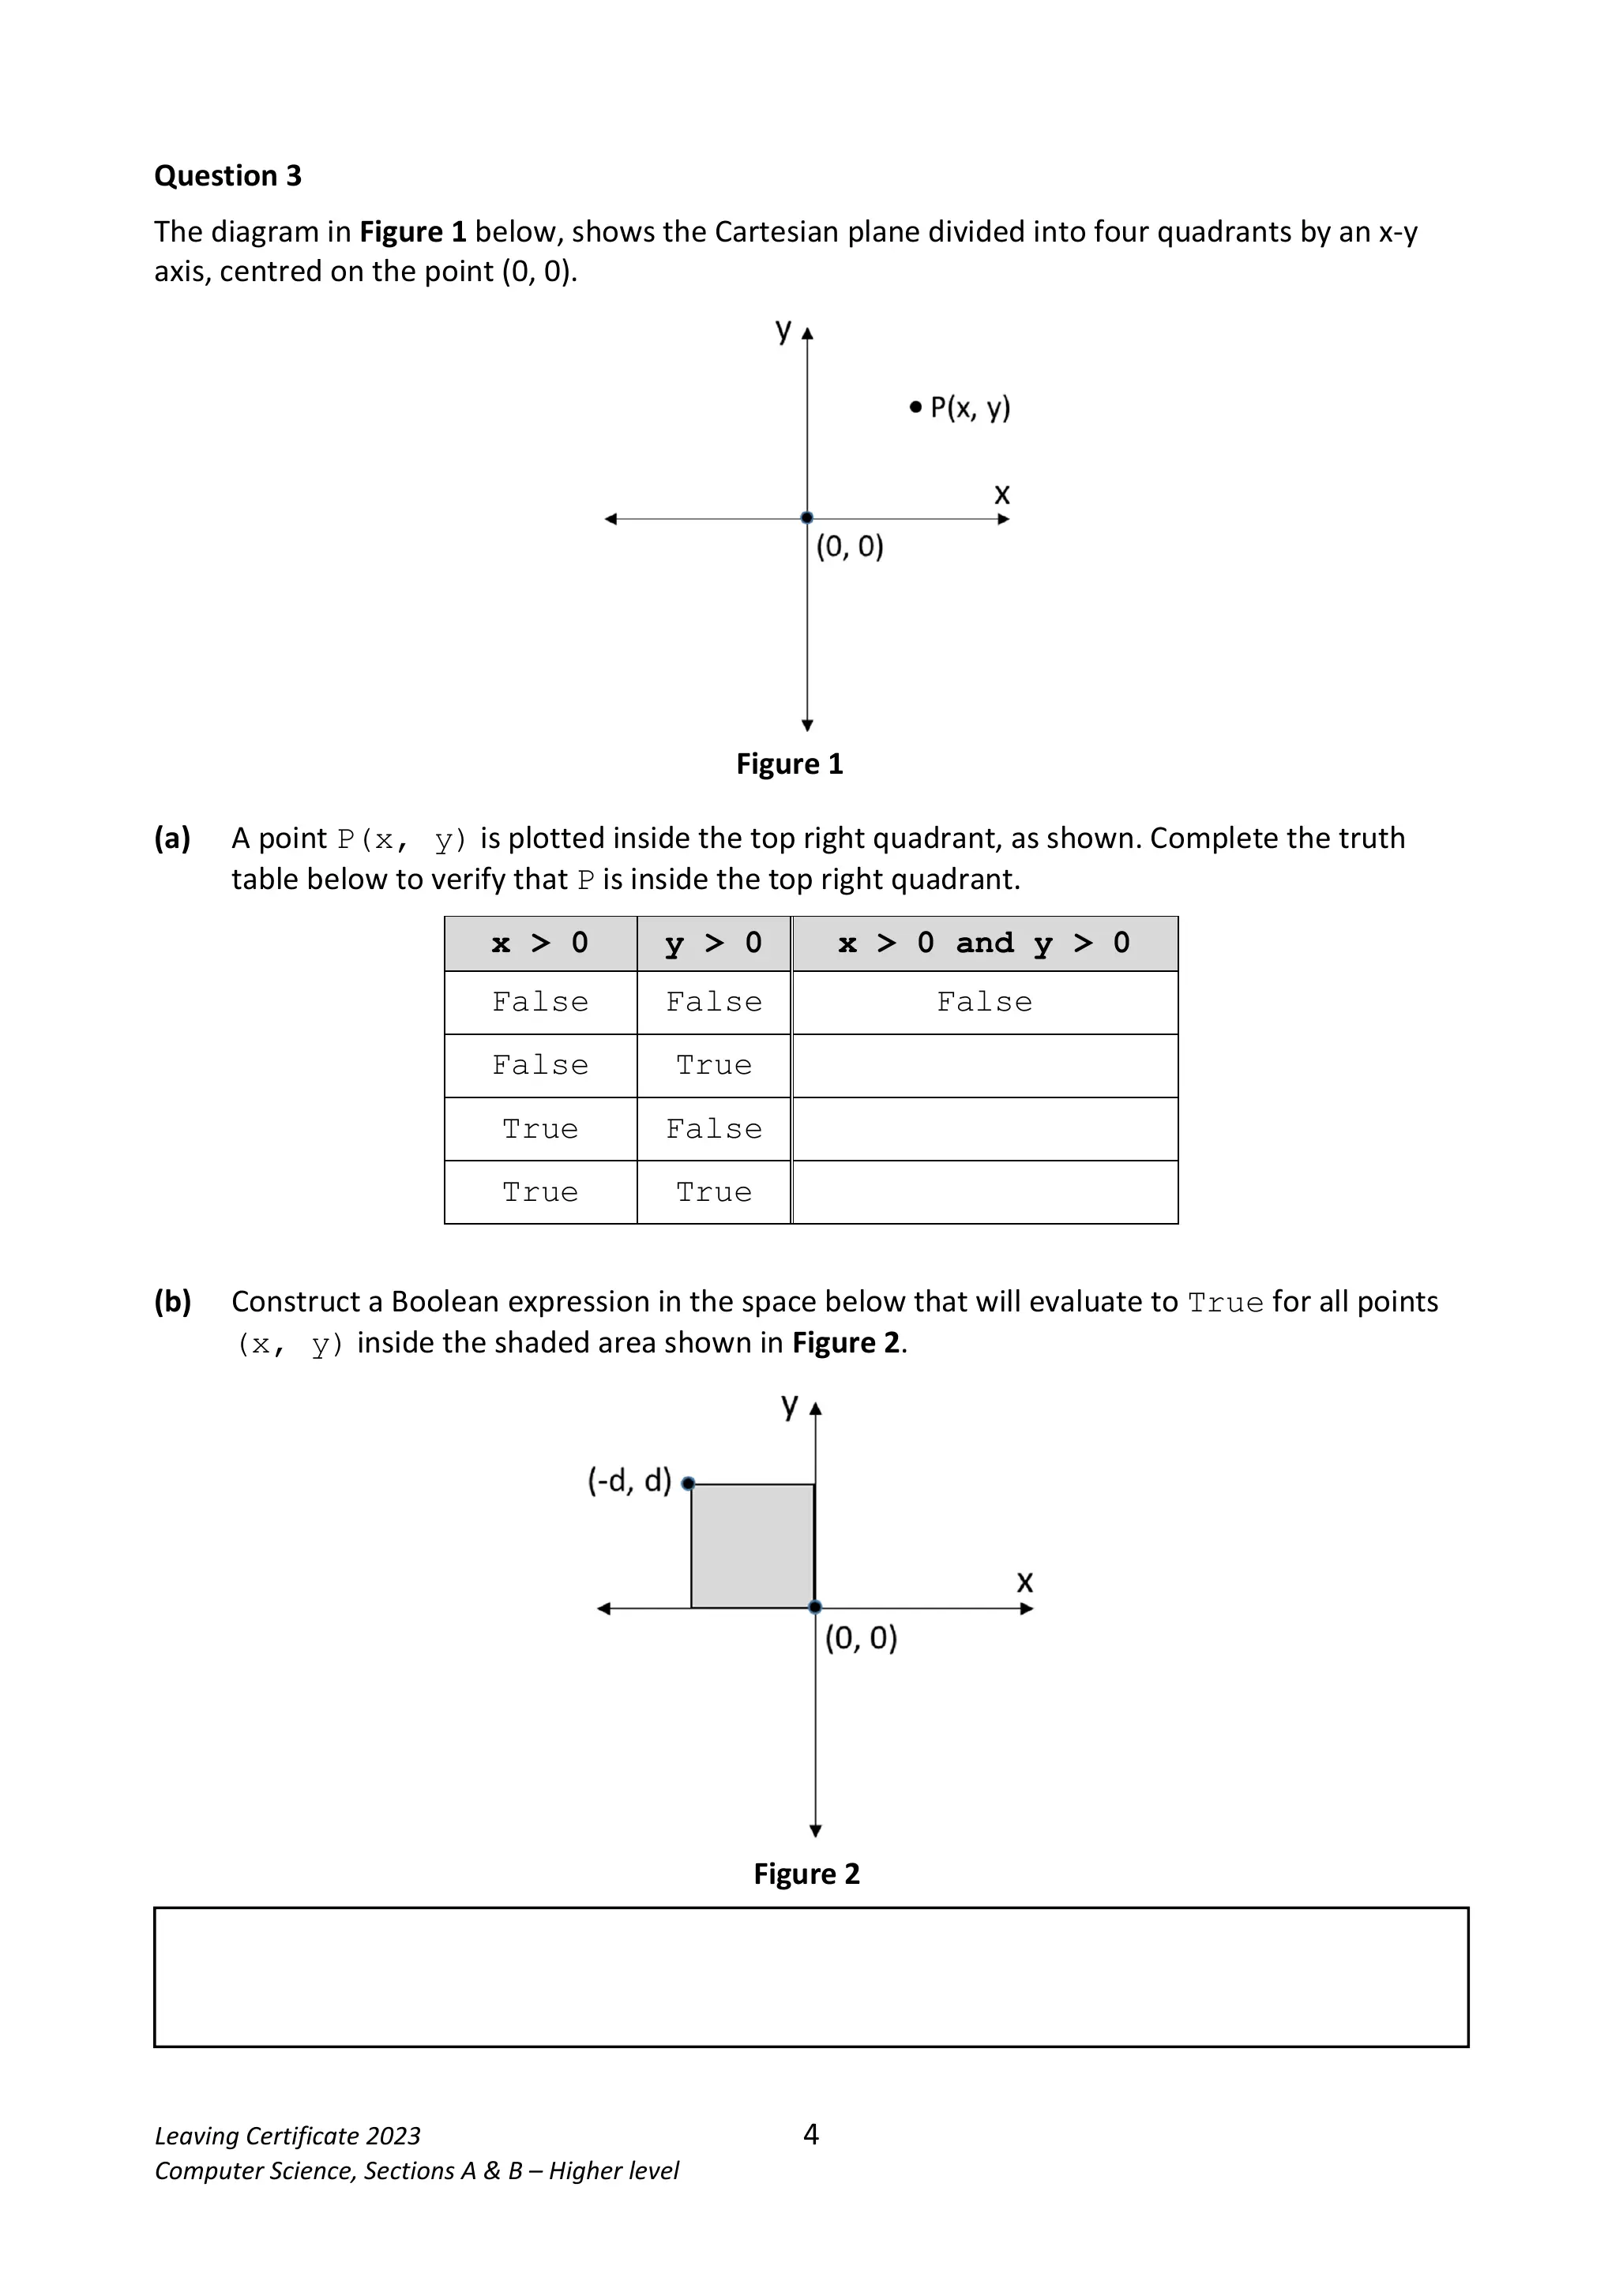 Question 3
The diagram in Figure 1 below, shows the Cartesian plane divided into four quadrants by an x-y
axis, centred on the point (0, 0).
y
P(x, y)
x
(0, 0)
Figure 1
(a) A point P(x, y) is plotted inside the top right quadrant, as shown. Complete the truth
table below to verify that P is inside the top right quadrant.
x > 0 y > 0 x > 0 and y > 0
False False False
False True
True False
True True
(b) Construct a Boolean expression in the space below that will evaluate to True for all points
(x, y) inside the shaded area shown in Figure 2.
y
(-d, d)
x
(0, 0)
Figure 2
Leaving Certificate 2023 4
Computer Science, Sections A & B – Higher level